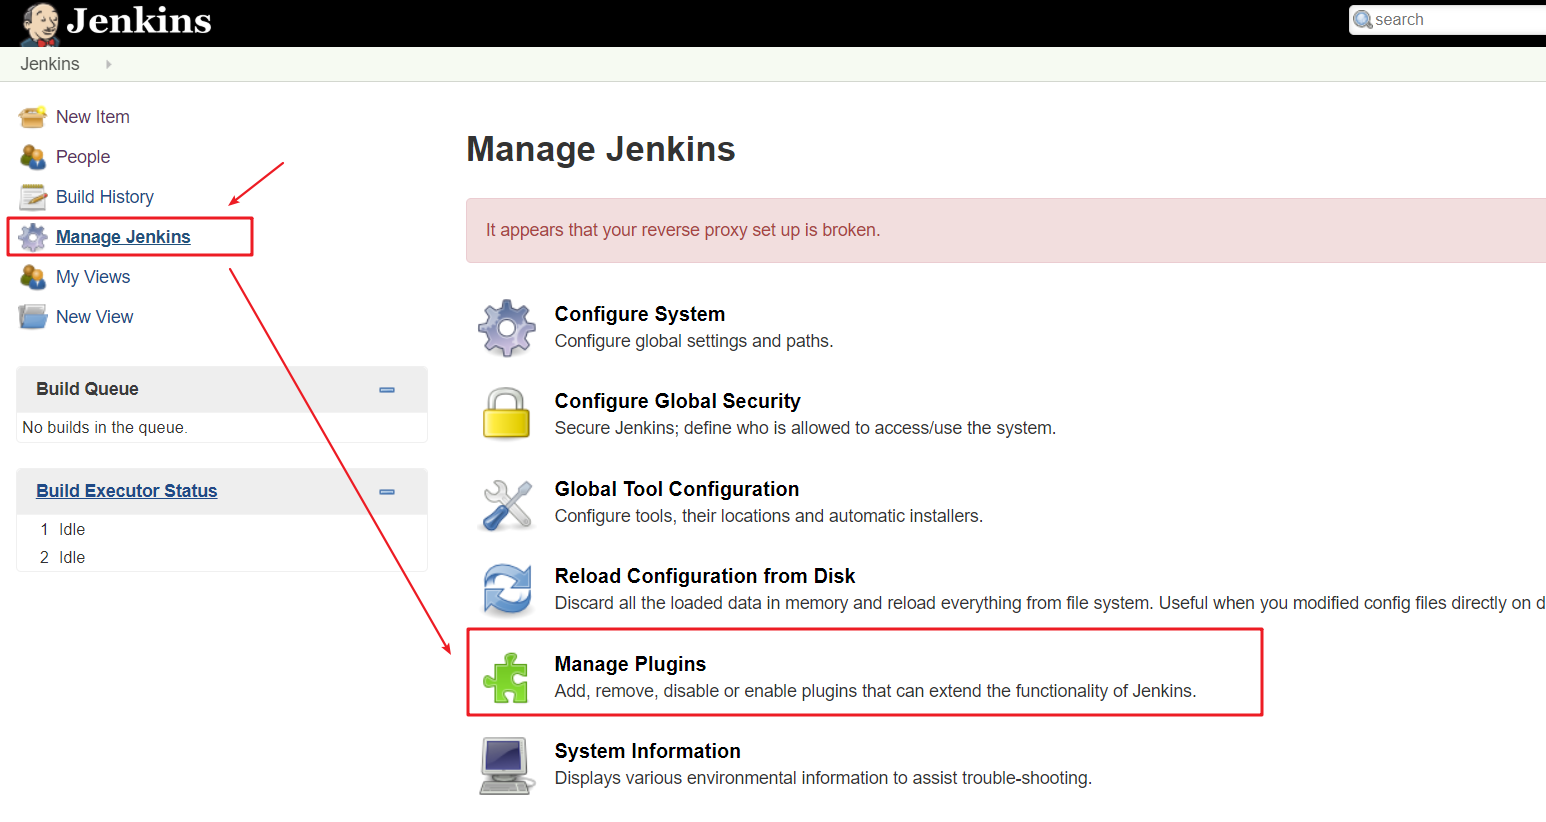 Jenkins
search
Jenkins
New Item
People
Build History
Manage Jenkins
My Views
New View
Build Queue
No builds in the queue.
Build Executor Status
1 Idle
2 Idle
Manage Jenkins
It appears that your reverse proxy set up is broken.
Configure System
Configure global settings and paths.
Configure Global Security
Secure Jenkins; define who is allowed to access/use the system.
Global Tool Configuration
Configure tools, their locations and automatic installers.
Reload Configuration from Disk
Discard all the loaded data in memory and reload everything from file system. Useful when you modified config files directly on d
Manage Plugins
Add, remove, disable or enable plugins that can extend the functionality of Jenkins.
System Information
Displays various environmental information to assist trouble-shooting.